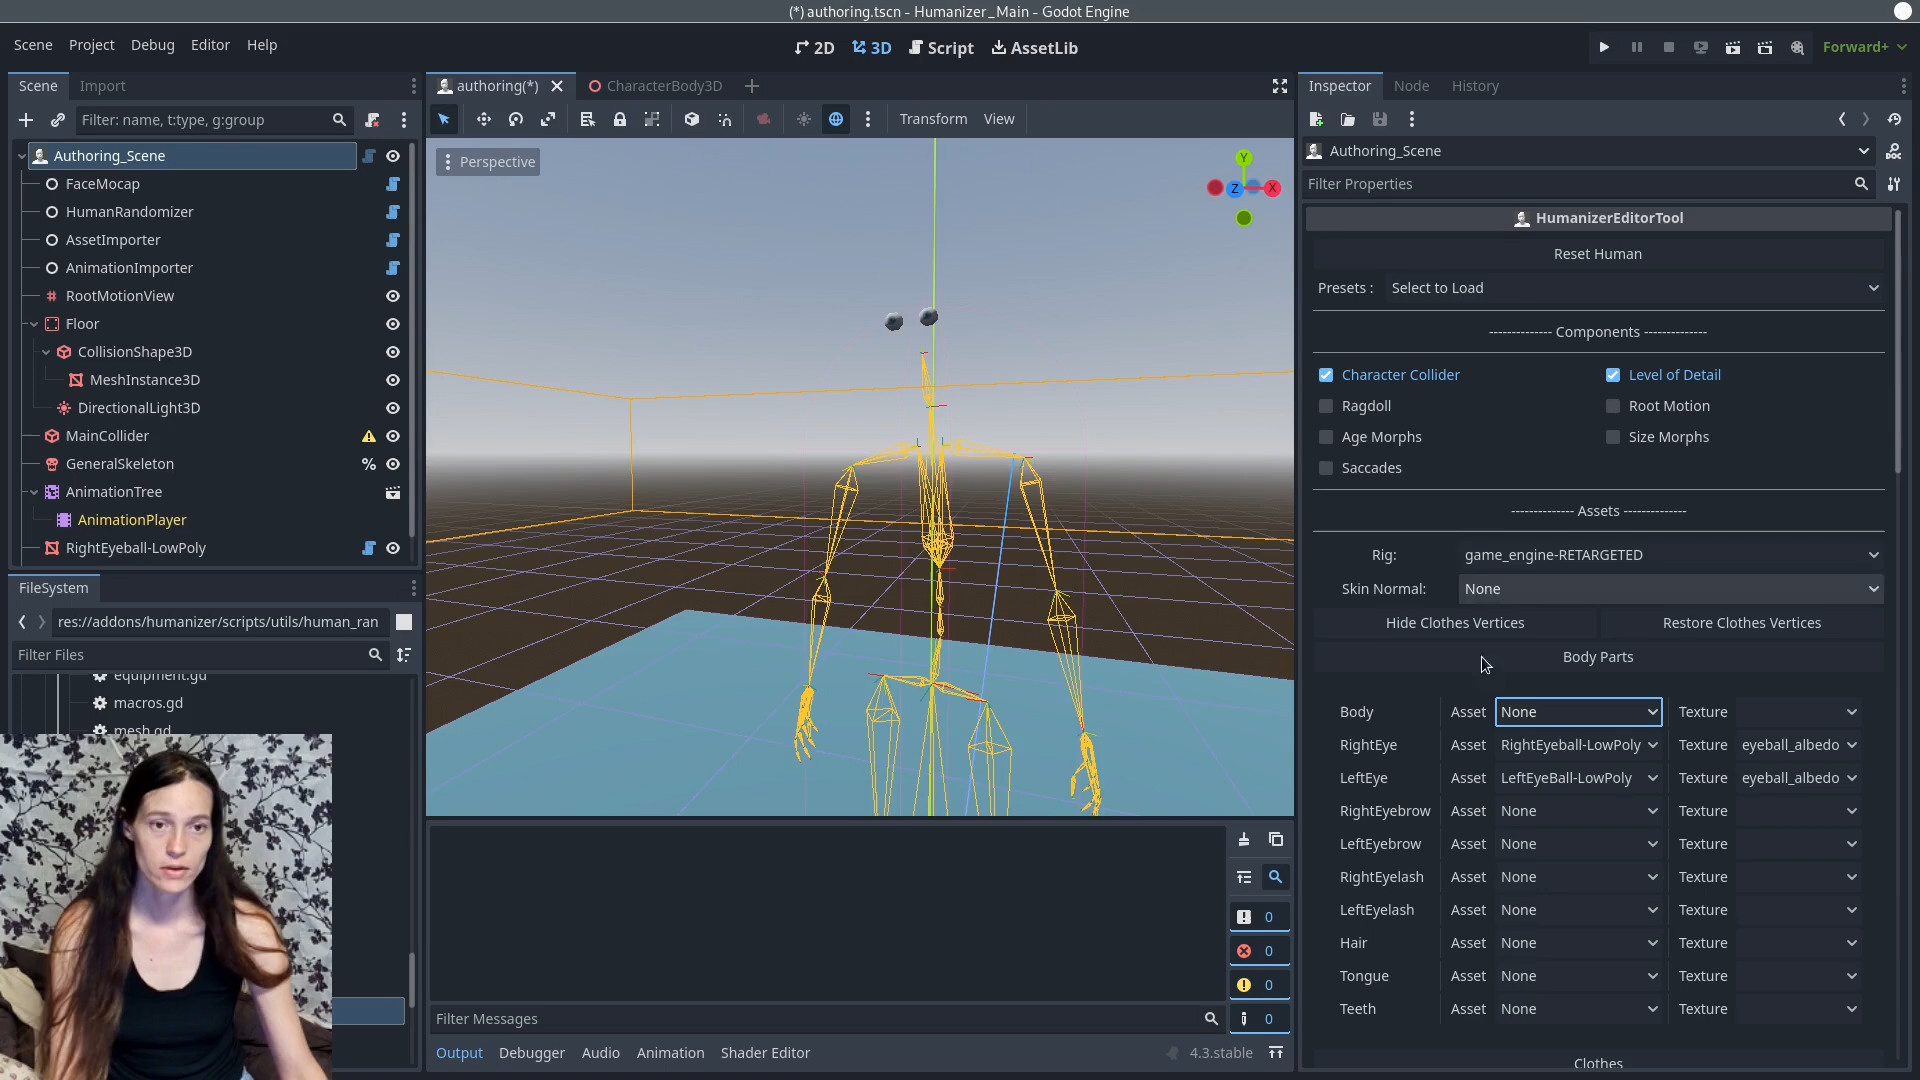 (*) authoring.tscn - Humanizer_Main - Godot Engine
Scene Project Debug Editor Help
2D 3D Script AssetLib
Forward+
Scene Import
Filter: name, t:type, g:group
Authoring_Scene
FaceMocap
HumanRandomizer
AssetImporter
AnimationImporter
RootMotionView
Floor
CollisionShape3D
MeshInstance3D
DirectionalLight3D
MainCollider
GeneralSkeleton %
AnimationTree
AnimationPlayer
RightEyeball-LowPoly
FileSystem
res://addons/humanizer/scripts/utils/human_ran
Filter Files
equipment.gd
macros.gd
mesh.gd
authoring(*) CharacterBody3D
Transform View
Perspective
Y
Z X
0
0
0
0
Filter Messages
Output Debugger Audio Animation Shader Editor 4.3.stable
Inspector Node History
Authoring_Scene
DOC
Filter Properties
HumanizerEditorTool
Reset Human
Presets : Select to Load
-------------- Components --------------
Character Collider Level of Detail
Ragdoll Root Motion
Age Morphs Size Morphs
Saccades
-------------- Assets --------------
Rig: game_engine-RETARGETED
Skin Normal: None
Hide Clothes Vertices Restore Clothes Vertices
Body Parts
Body Asset None Texture
RightEye Asset RightEyeball-LowPoly Texture eyeball_albedo
LeftEye Asset LeftEyeBall-LowPoly Texture eyeball_albedo
RightEyebrow Asset None Texture
LeftEyebrow Asset None Texture
RightEyelash Asset None Texture
LeftEyelash Asset None Texture
Hair Asset None Texture
Tongue Asset None Texture
Teeth Asset None Texture
Clothes